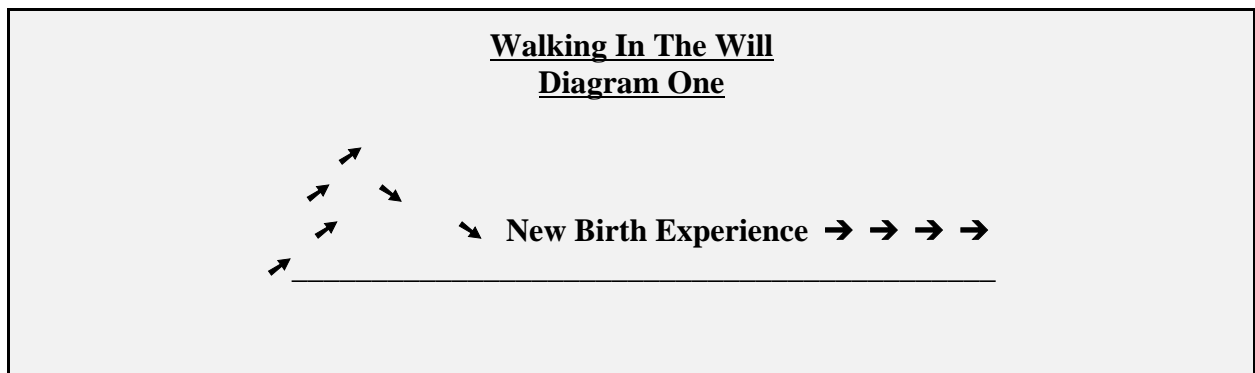 Walking In The Will
Diagram One
New Birth Experience ➔ ➔ ➔ ➔